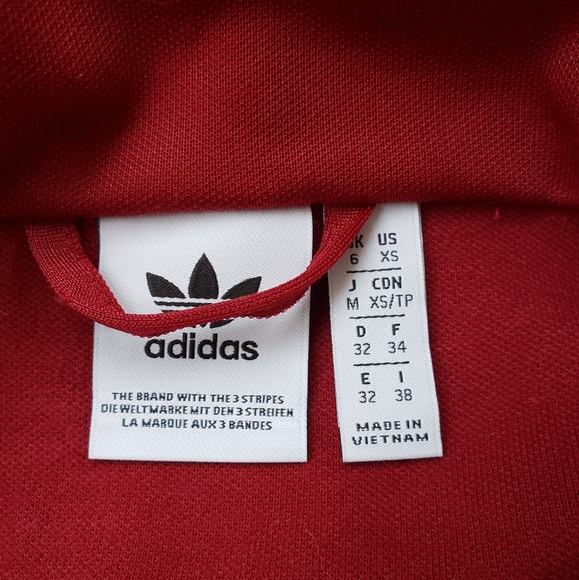 adidas
THE BRAND WITH THE 3 STRIPES
DIE WELTMARKE MIT DEN 3 STREIFEN
LA MARQUE AUX 3 BANDES
US
6 XS
J CDN
M XS/TP
D F
32 34
E I
32 38
MADE IN
VIETNAM